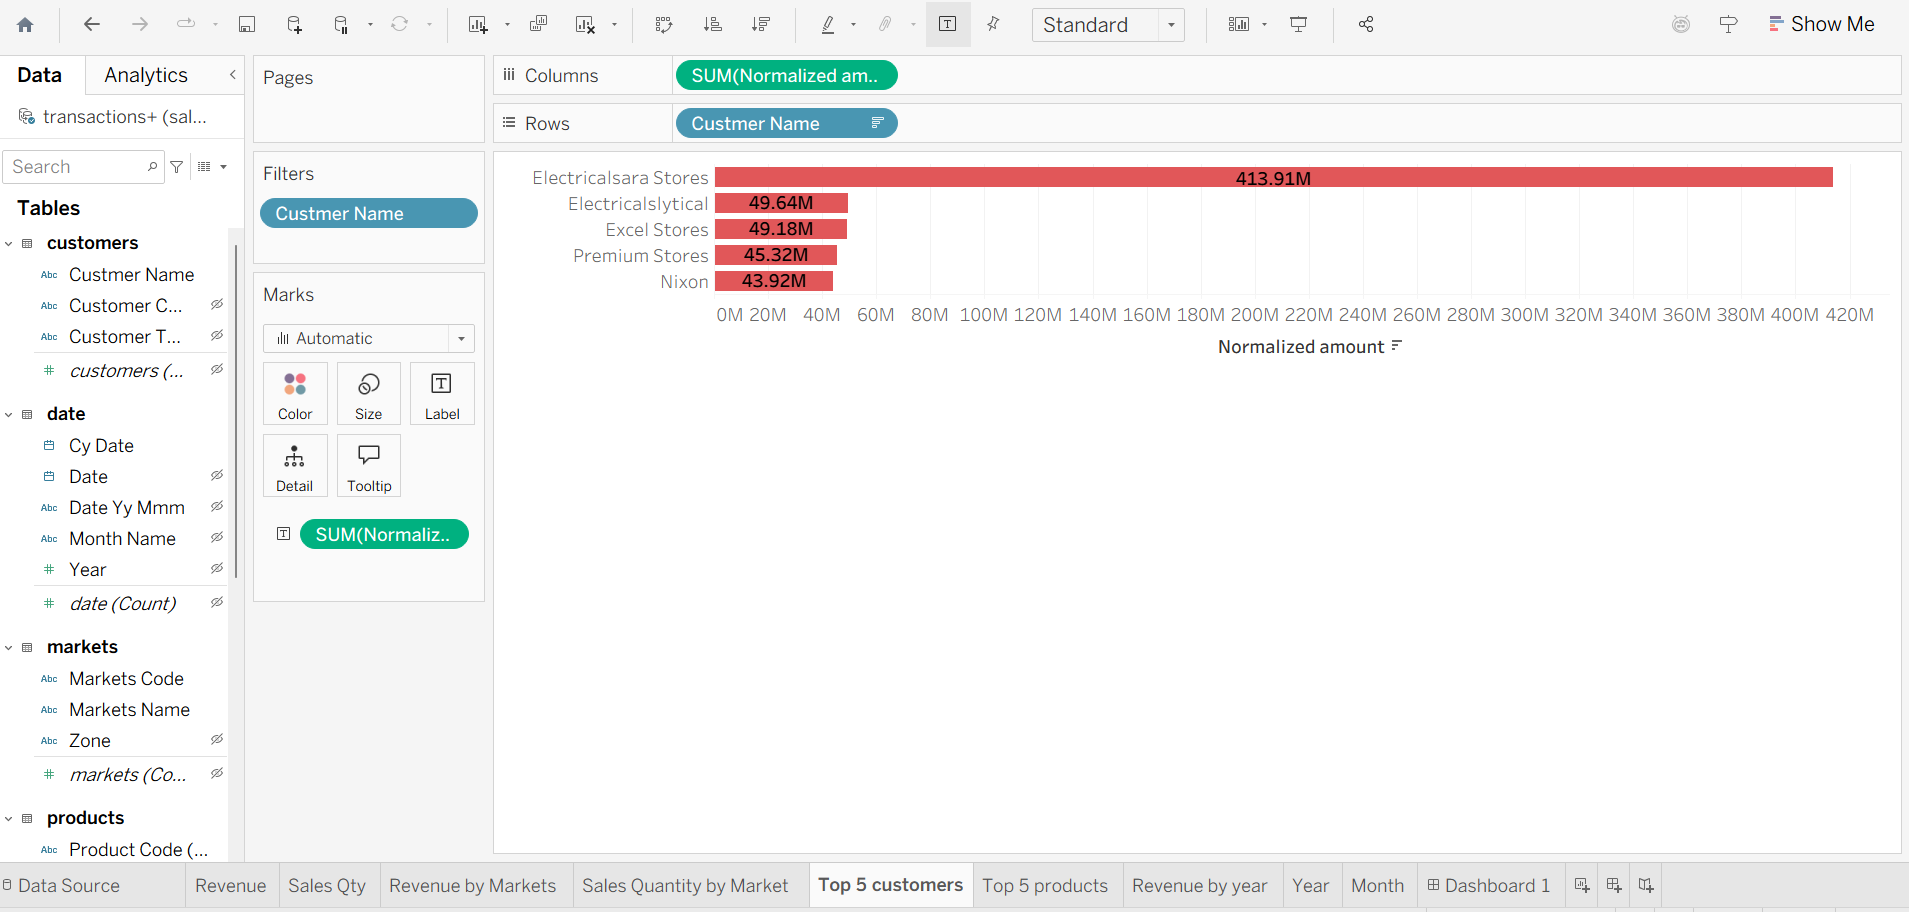 Standard
Show Me
Data
Analytics
transactions+ (sal...
Search
Tables
customers
Abc Custmer Name
Abc Customer C...
Abc Customer T...
# customers (...
date
Cy Date
Date
Abc Date Yy Mmm
Abc Month Name
# Year
# date (Count)
markets
Abc Markets Code
Abc Markets Name
Abc Zone
# markets (Co...
products
Abc Product Code (...
Pages
Filters
Custmer Name
Marks
Automatic
Color
Size
T
Label
Detail
Tooltip
T SUM(Normaliz..
Columns
SUM(Normalized am..
Rows
Custmer Name
Electricalsara Stores 413.91M
Electricalslytical 49.64M
Excel Stores 49.18M
Premium Stores 45.32M
Nixon 43.92M
0M 20M 40M 60M 80M 100M 120M 140M 160M 180M 200M 220M 240M 260M 280M 300M 320M 340M 360M 380M 400M 420M
Normalized amount
Data Source
Revenue
Sales Qty
Revenue by Markets
Sales Quantity by Market
Top 5 customers
Top 5 products
Revenue by year
Year
Month
Dashboard 1